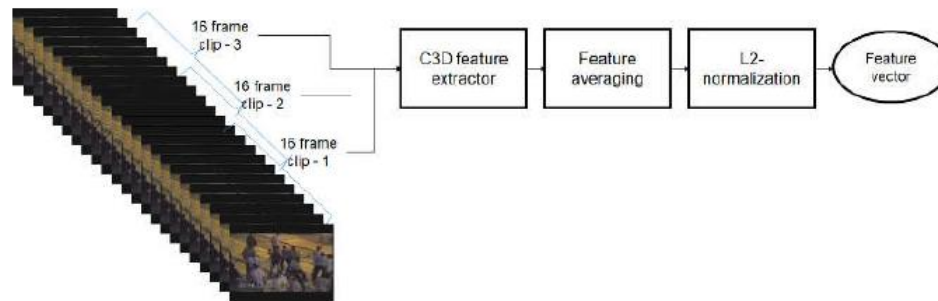 16 frame
clip - 3
16 frame
clip - 2
16 frame
clip - 1
C3D feature
extractor
Feature
averaging
L2-
normalization
Feature
vector